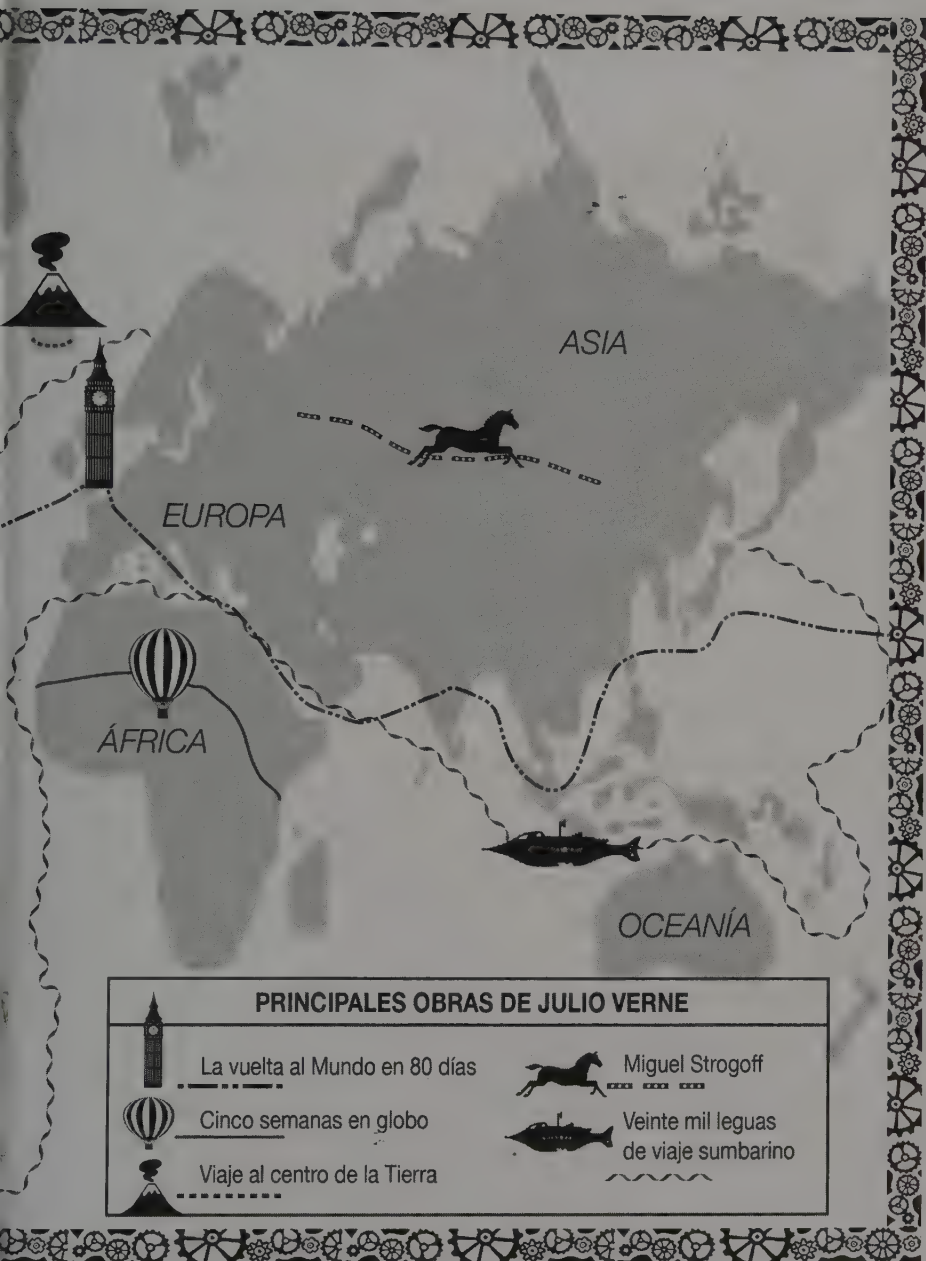 ASIA
EUROPA
ÁFRICA
OCEANÍA
PRINCIPALES OBRAS DE JULIO VERNE
La vuelta al Mundo en 80 días
Cinco semanas en globo
Viaje al centro de la Tierra
Miguel Strogoff
Veinte mil leguas
de viaje sumbarino